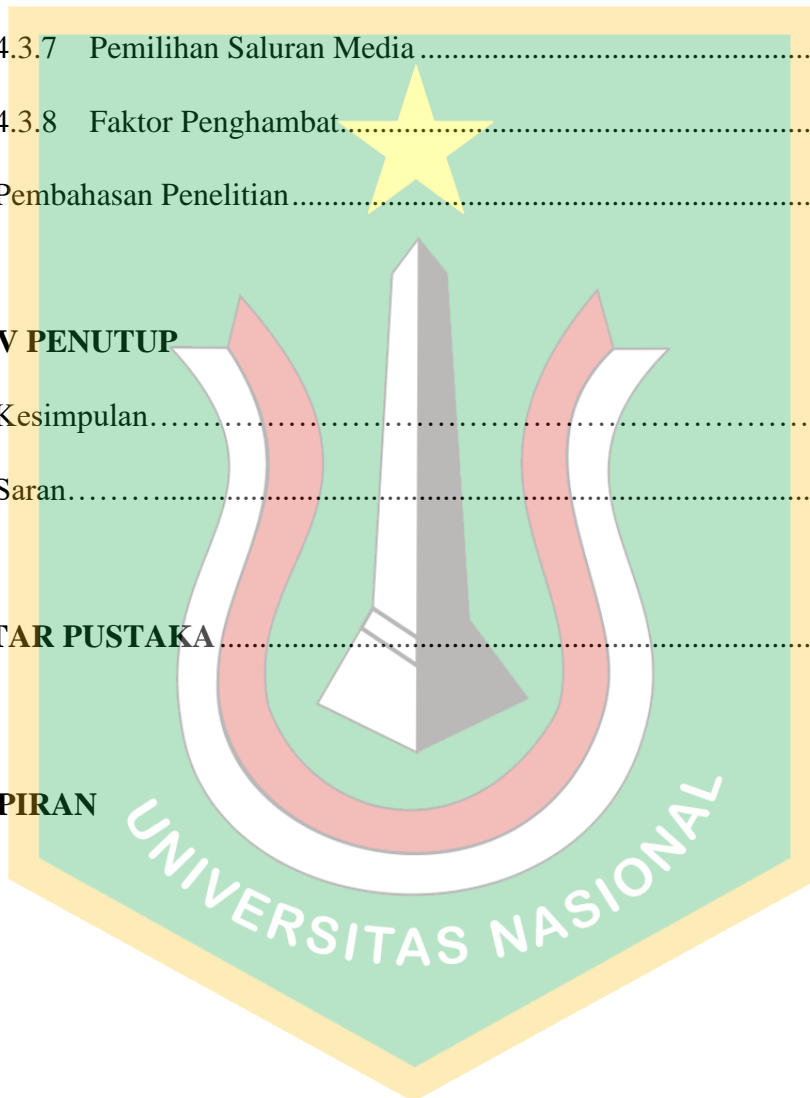 4.3.7 Pemilihan Saluran Media ................................................
4.3.8 Faktor Penghambat................................................
Pembahasan Penelitian................................................
V PENUTUP
Kesimpulan................................................
Saran................................................
TAR PUSTAKA ................................................
PIRAN
UNIVERSITAS NASIONAL